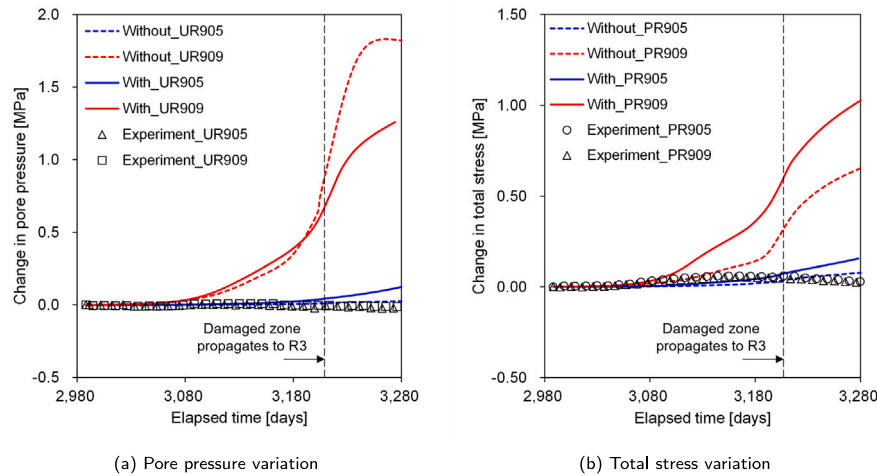 2.0
1.5
1.0
0.5
0.0
-0.5
Change in pore pressure [MPa]
Without_UR905
Without_UR909
With_UR905
With_UR909
Experiment_UR905
Experiment_UR909
Damaged zone
propagates to R3
2,980 3,080 3,180 3,280
Elapsed time [days]
(a) Pore pressure variation
1.50
1.00
0.50
0.00
-0.50
Change in total stress [MPa]
Without_PR905
Without_PR909
With_PR905
With_PR909
Experiment_PR905
Experiment_PR909
Damaged zone
propagates to R3
2,980 3,080 3,180 3,280
Elapsed time [days]
(b) Total stress variation